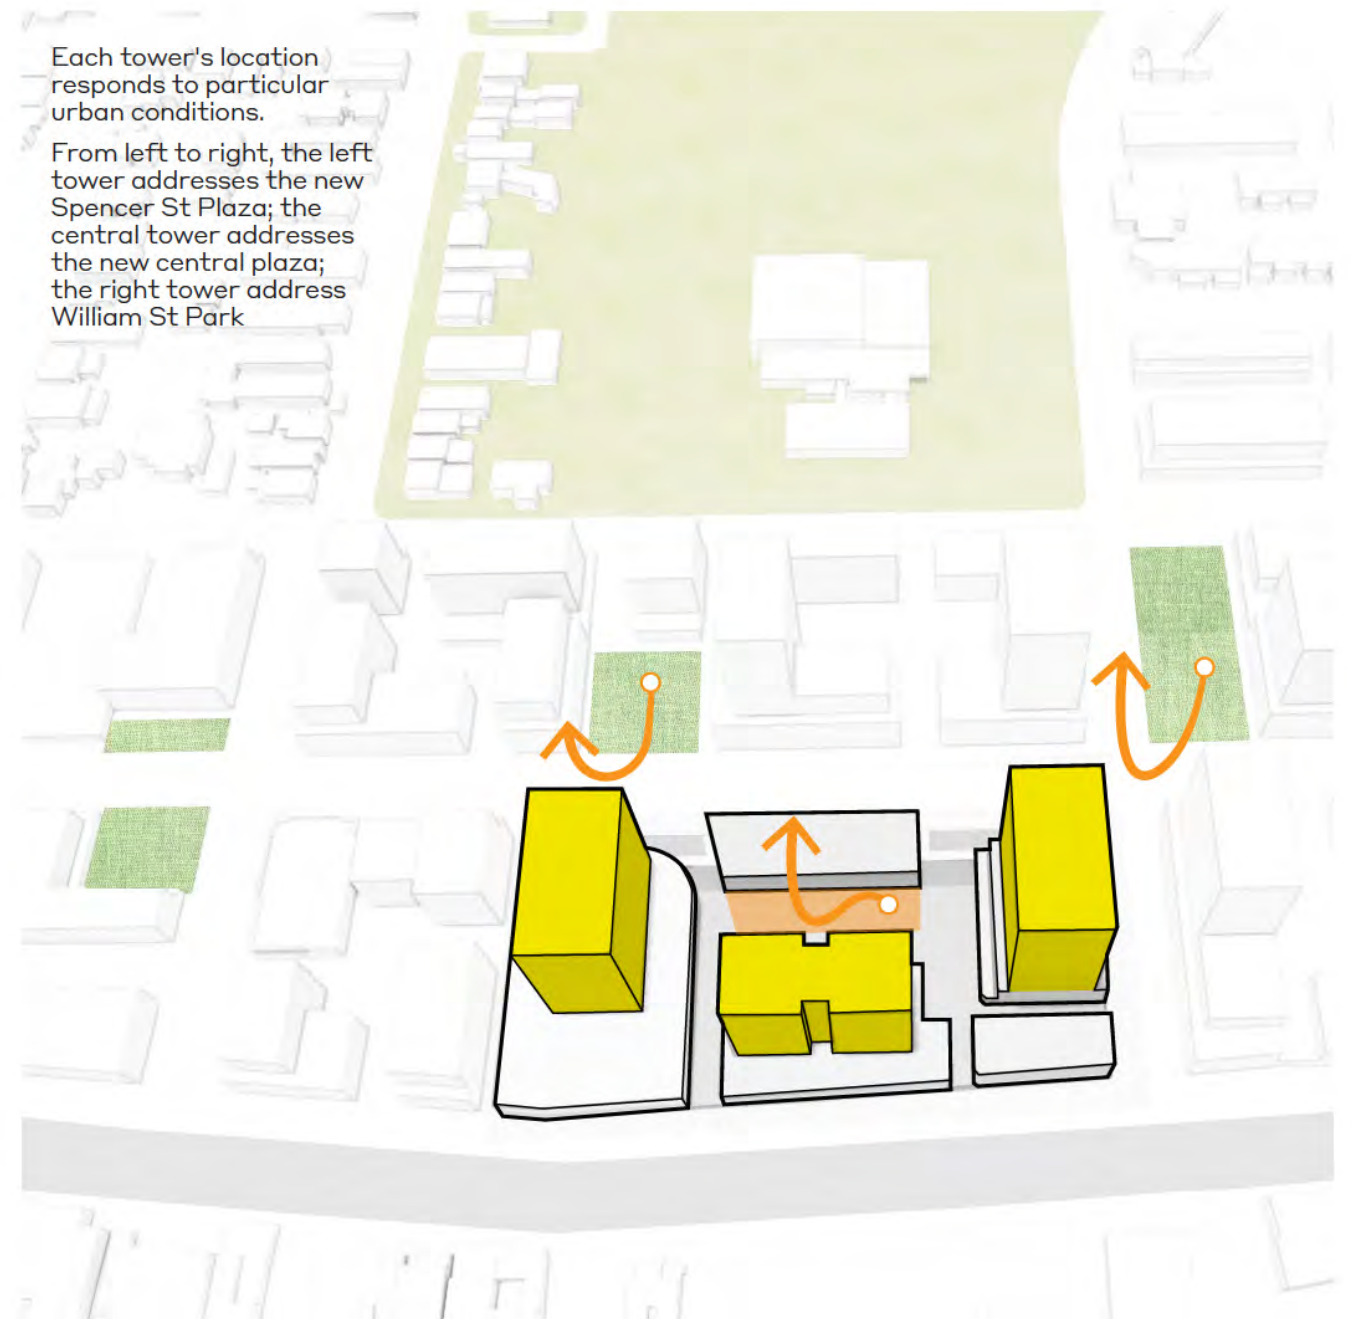 Each tower's location
responds to particular
urban conditions.
From left to right, the left
tower addresses the new
Spencer St Plaza; the
central tower addresses
the new central plaza;
the right tower address
William St Park